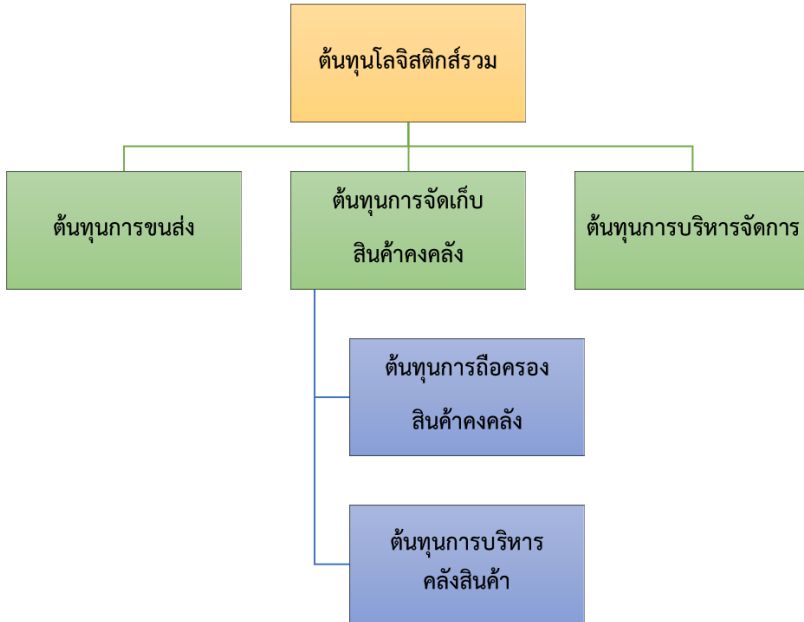 ต้นทุนโลจิสติกส์รวม
ต้นทุนการขนส่ง
ต้นทุนการจัดเก็บ
สินค้าคงคลัง
ต้นทุนการบริหารจัดการ
ต้นทุนการถือครอง
สินค้าคงคลัง
ต้นทุนการบริหาร
คลังสินค้า